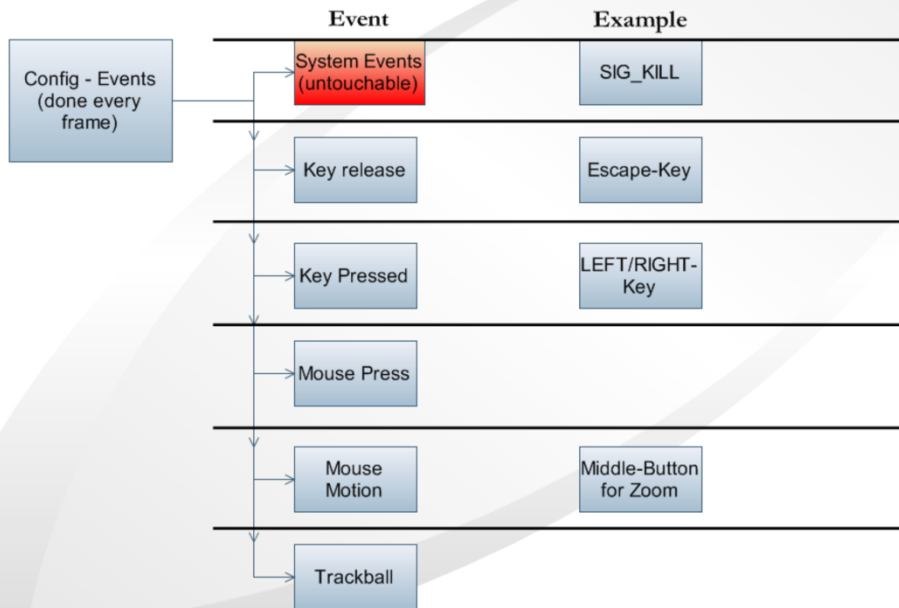 Event
Example
Config - Events
(done every
frame)
System Events
(untouchable)
SIG_KILL
Key release
Escape-Key
Key Pressed
LEFT/RIGHT-
Key
Mouse Press
Mouse
Motion
Middle-Button
for Zoom
Trackball